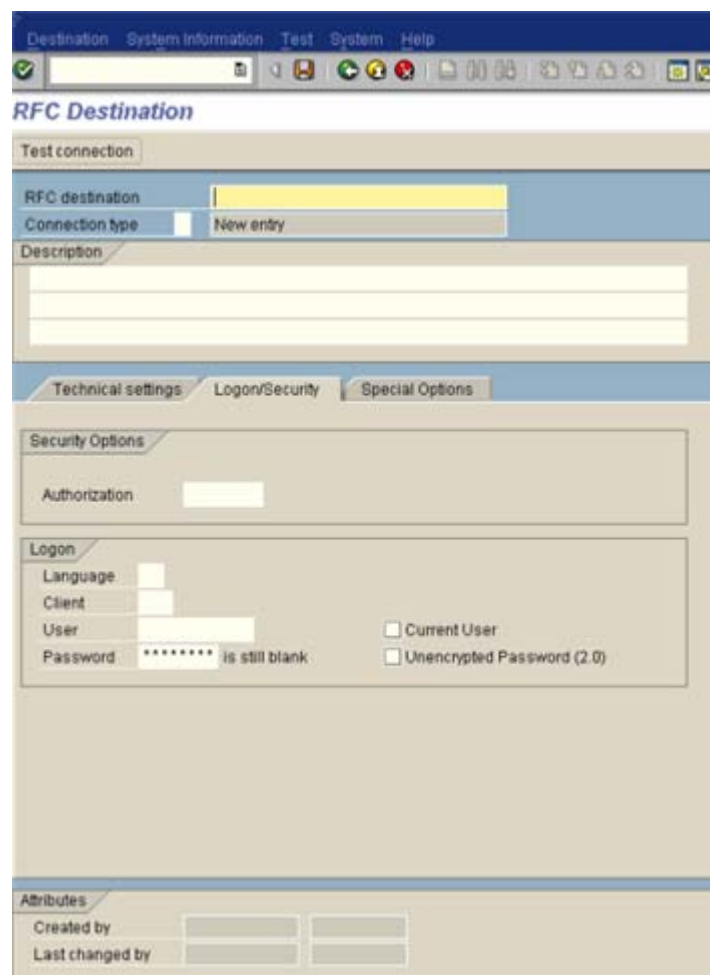 Destination System Information Test System Help
RFC Destination
Test connection
RFC destination
Connection type New entry
Description
Technical settings Logon/Security Special Options
Security Options
Authorization
Logon
Language
Client
User Current User
Password ******** is still blank Unencrypted Password (2.0)
Attributes
Created by
Last changed by